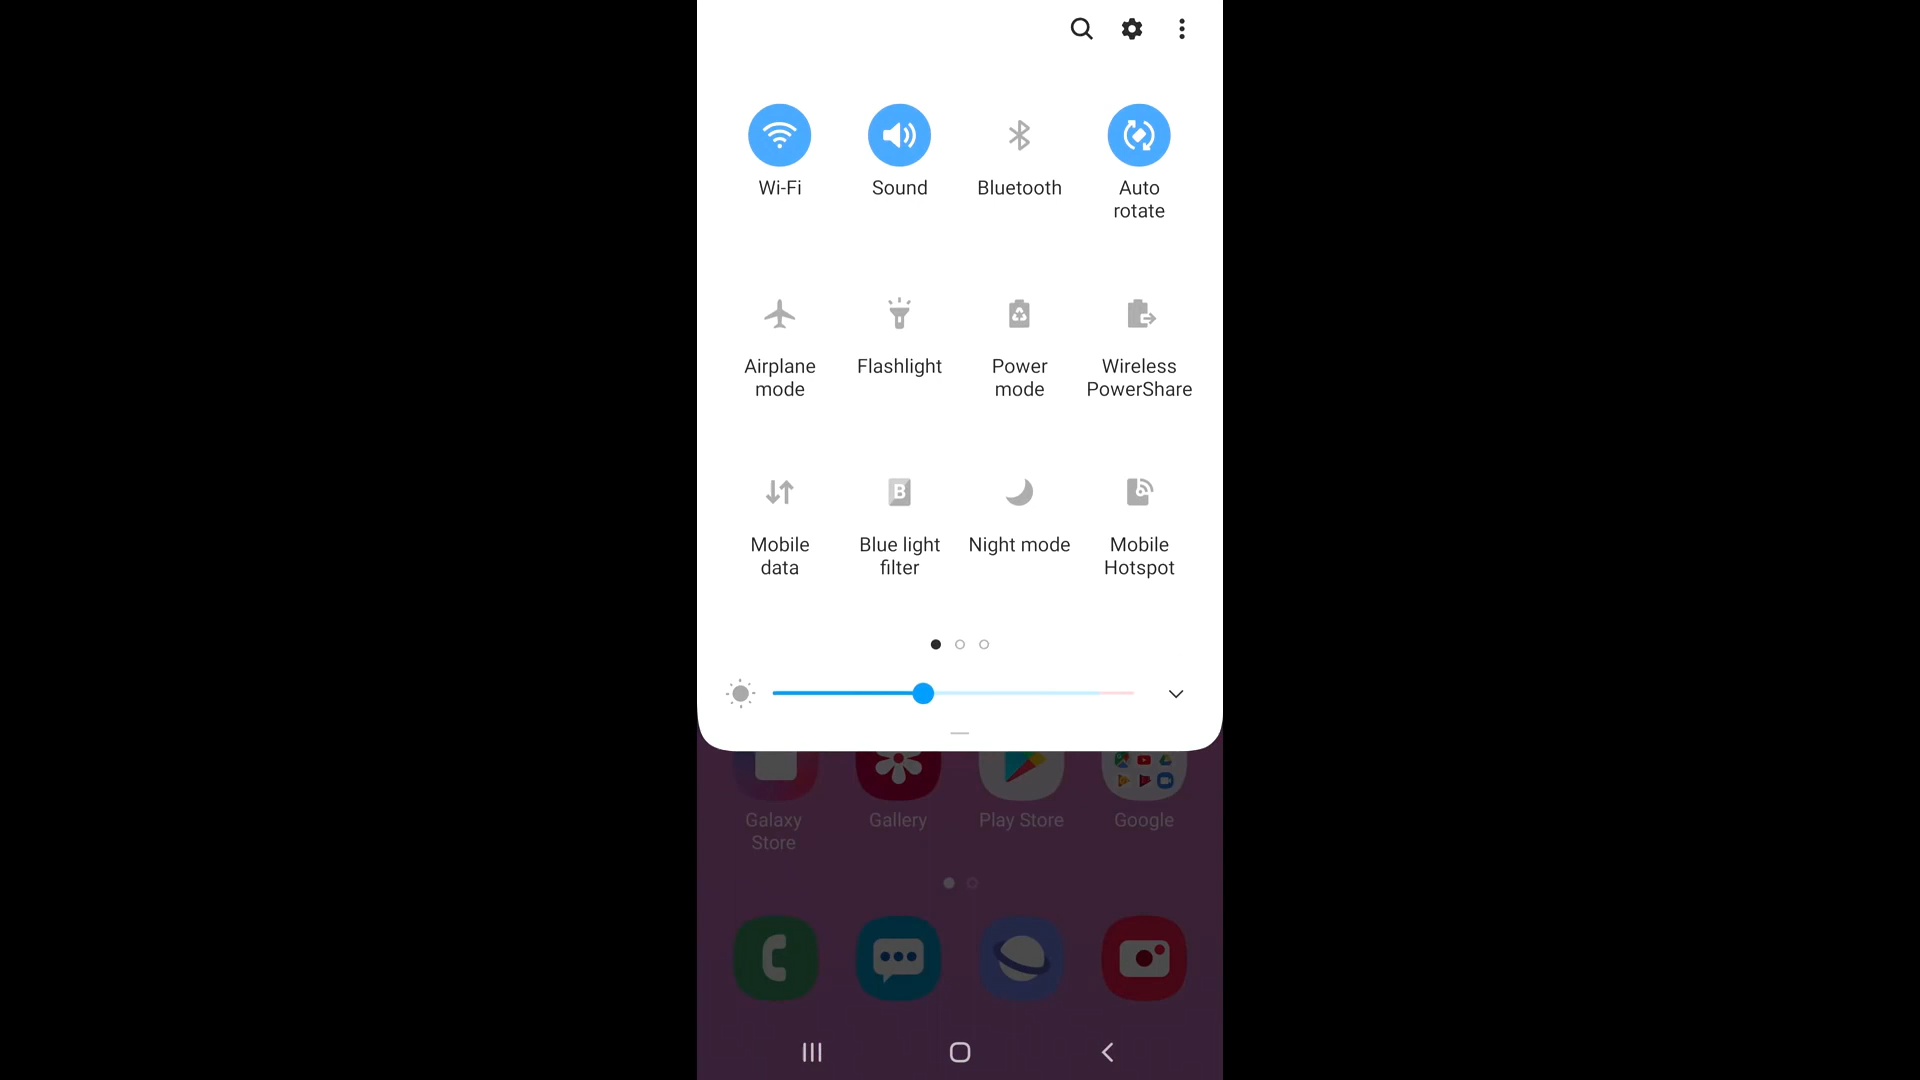 Wi-Fi
Sound
Bluetooth
Auto
rotate
Airplane
mode
Flashlight
Power
mode
Wireless
PowerShare
Mobile
data
B
Blue light
filter
Night mode
Mobile
Hotspot
Galaxy
Store
Gallery
Play Store
Google